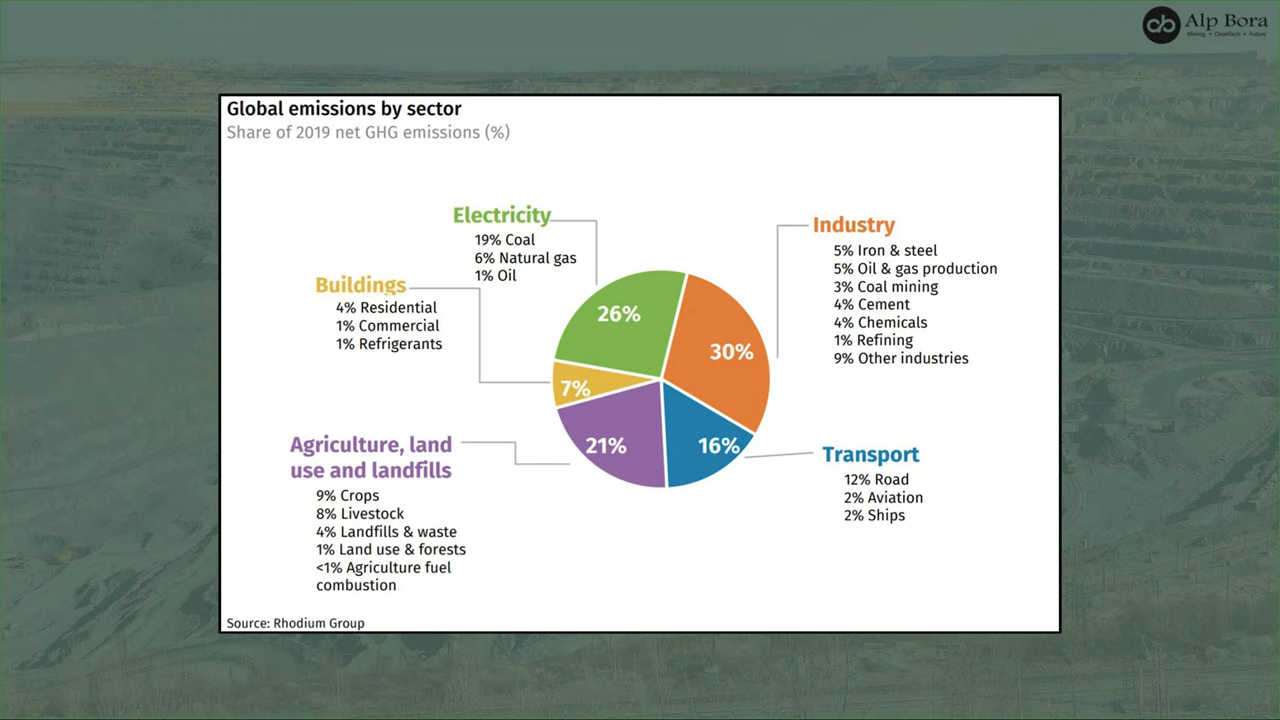 Alp Bora
Mining • CleanTech • Future
Global emissions by sector
Share of 2019 net GHG emissions (%)
Electricity
19% Coal
6% Natural gas
1% Oil
Buildings
4% Residential
1% Commercial
1% Refrigerants
Agriculture, land
use and landfills
9% Crops
8% Livestock
4% Landfills & waste
1% Land use & forests
<1% Agriculture fuel
combustion
26%
30%
7%
21%
16%
Industry
5% Iron & steel
5% Oil & gas production
3% Coal mining
4% Cement
4% Chemicals
1% Refining
9% Other industries
Transport
12% Road
2% Aviation
2% Ships
Source: Rhodium Group